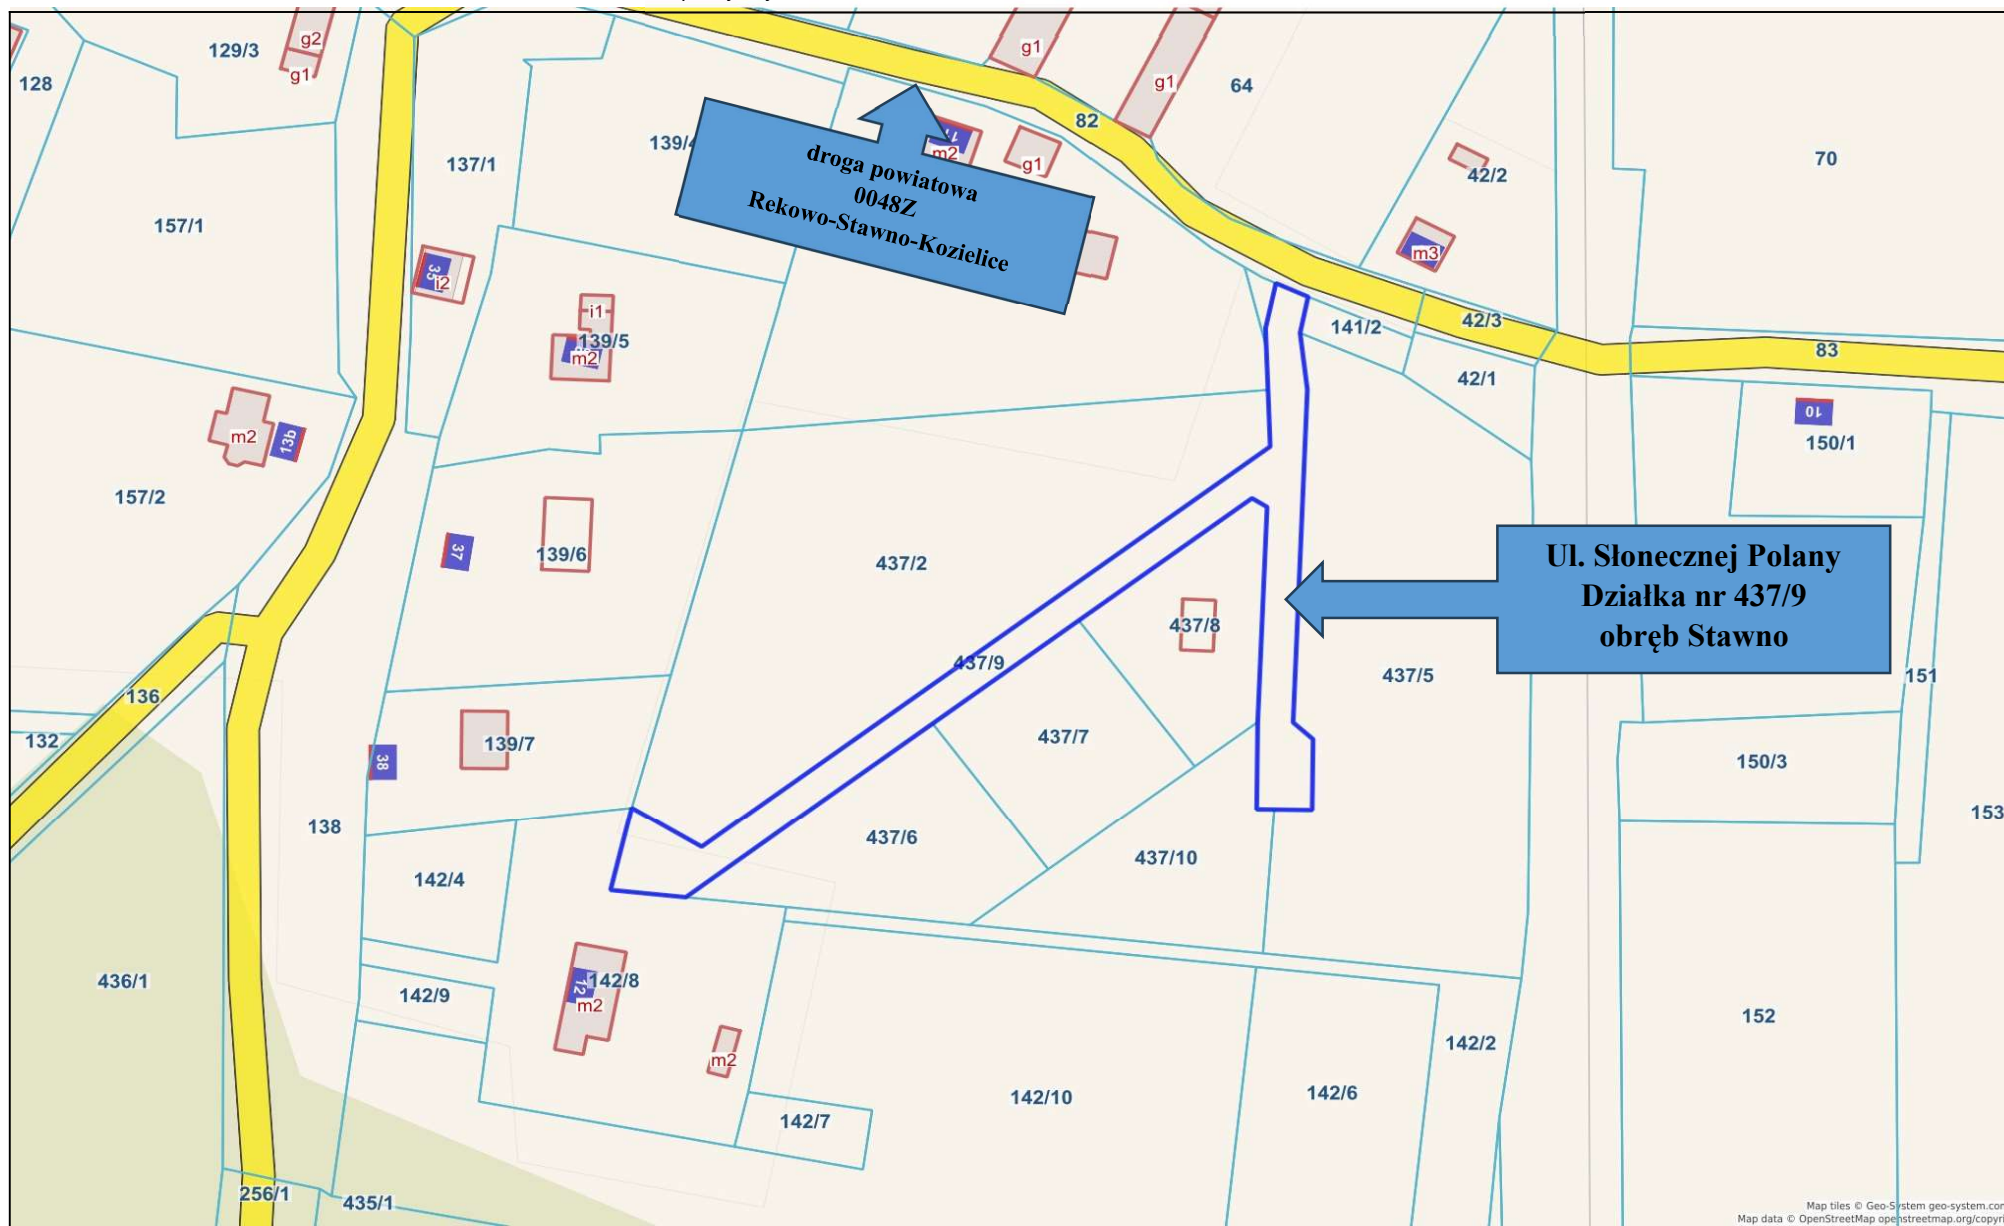 g2
129/3
g1
128
g1
g1
64
82
137/1
139/4
m2
g1
70
42/2
157/1
droga powiatowa
0048Z
Rekowo-Stawno-Kozielice
m3
35
i2
i1
139/5
m2
141/2
42/3
83
42/1
10
150/1
m2
13b
157/2
37
139/6
437/2
Ul. Słonecznej Polany
Działka nr 437/9
obręb Stawno
437/8
437/9
437/5
151
136
132
38
139/7
437/7
150/3
138
437/6
437/10
153
142/4
436/1
142/9
12
142/8
m2
152
m2
142/2
142/10
142/6
142/7
256/1
435/1
Map tiles © Geo-System geo-system.com
Map data © OpenStreetMap openstreetmap.org/copyri